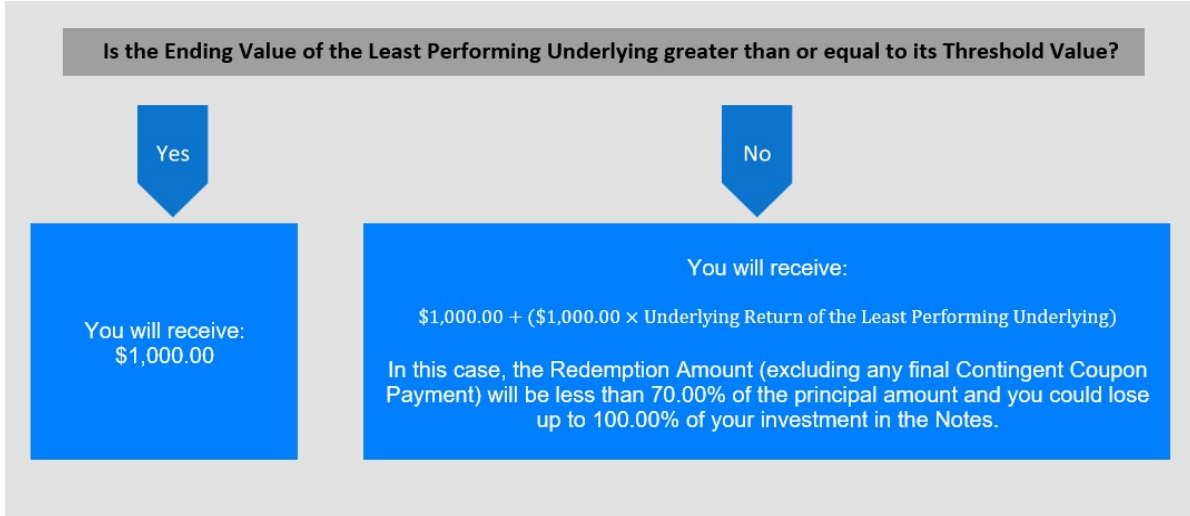 Is the Ending Value of the Least Performing Underlying greater than or equal to its Threshold Value?
Yes
No
You will receive:
$1,000.00
You will receive:
$1,000.00 + ($1,000.00 × Underlying Return of the Least Performing Underlying)
In this case, the Redemption Amount (excluding any final Contingent Coupon
Payment) will be less than 70.00% of the principal amount and you could lose
up to 100.00% of your investment in the Notes.